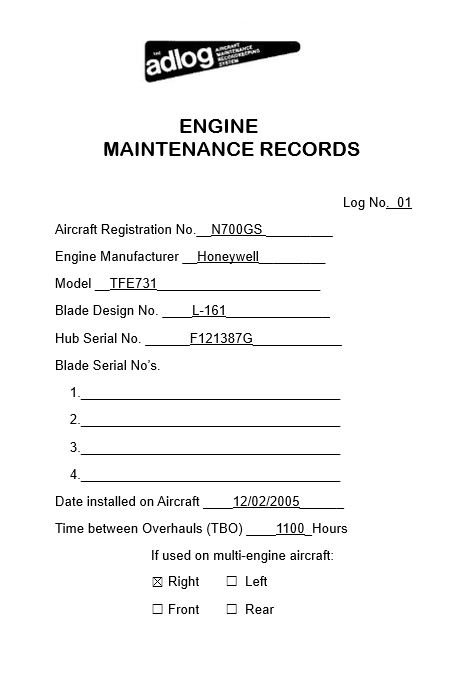 THE
adlog AIRCRAFT
MAINTENANCE
RECORDKEEPING
SYSTEM
ENGINE
MAINTENANCE RECORDS
Log No. 01
Aircraft Registration No. N700GS
Engine Manufacturer Honeywell
Model TFE731
Blade Design No. L-161
Hub Serial No. F121387G
Blade Serial No’s.
1.
2.
3.
4.
Date installed on Aircraft 12/02/2005
Time between Overhauls (TBO) 1100 Hours
If used on multi-engine aircraft:
☒ Right ☐ Left
☐ Front ☐ Rear